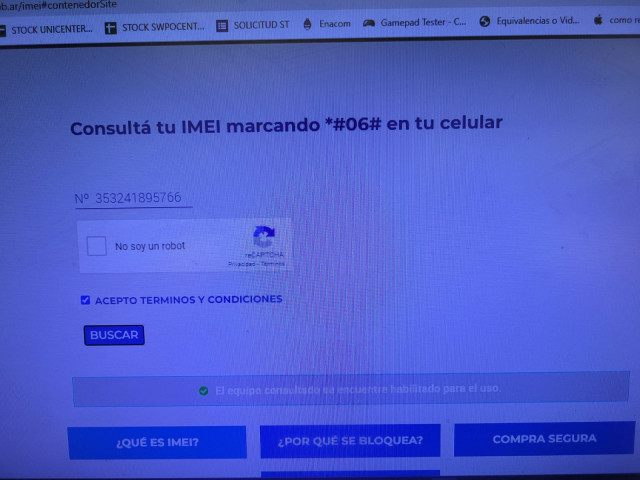 ob.ar/imei#contenedorSite
STOCK UNICENTER... STOCK SWPOCENT... SOLICITUD ST Enacom Gamepad Tester - C... Equivalencias o Vid... como
Consultá tu IMEI marcando *#06# en tu celular
Nº 353241895766
No soy un robot
reCAPTCHA
Privacidad - Términos
ACEPTO TERMINOS Y CONDICIONES
BUSCAR
El equipo consultado se encuentre habilitado para el uso.
¿QUÉ ES IMEI? ¿POR QUÉ SE BLOQUEA? COMPRA SEGURA